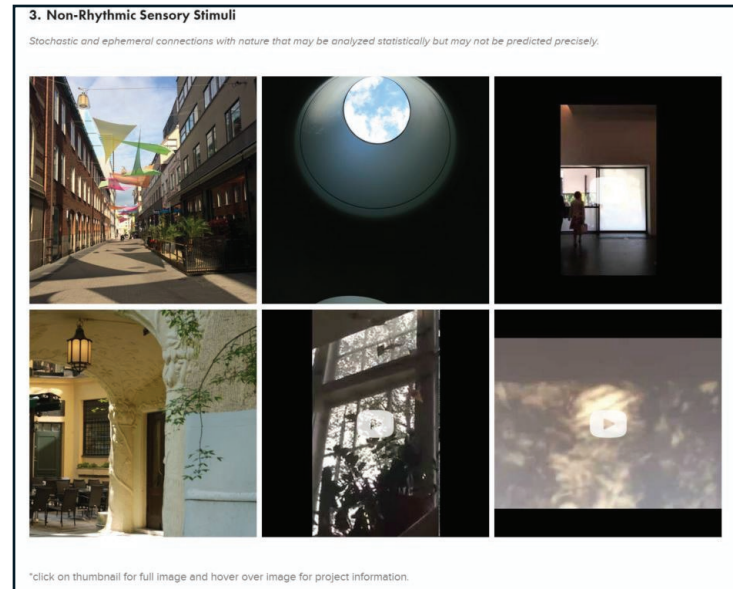 3. Non-Rhythmic Sensory Stimuli
Stochastic and ephemeral connections with nature that may be analyzed statistically but may not be predicted precisely.
*click on thumbnail for full image and hover over image for project information.